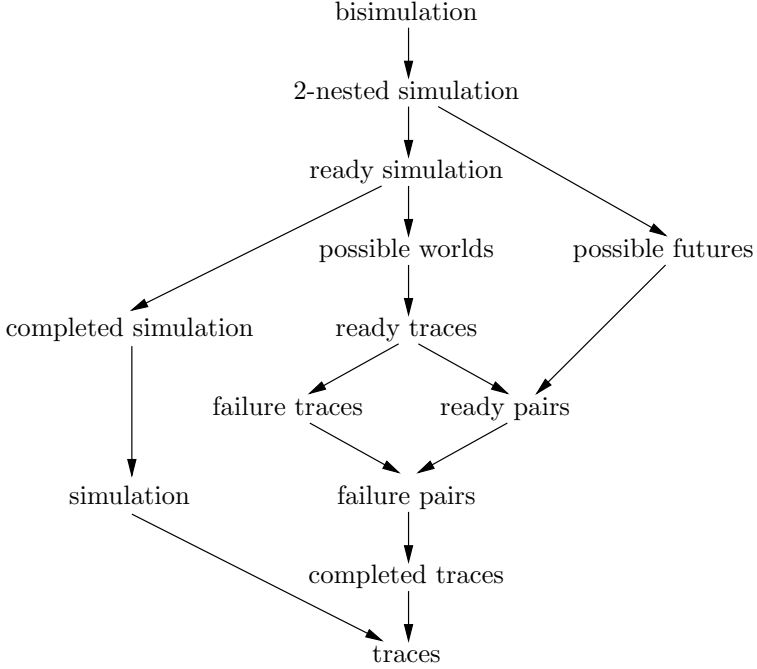 bisimulation
2-nested simulation
ready simulation
possible worlds
possible futures
completed simulation
ready traces
failure traces
ready pairs
simulation
failure pairs
completed traces
traces